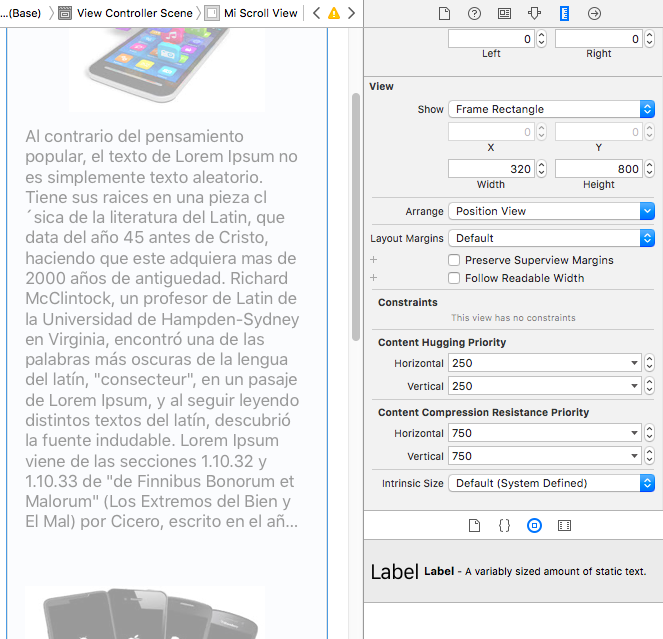 ...(Base)
View Controller Scene
Mi Scroll View
0
0
Left
Right
View
Show
Frame Rectangle
0
0
X
Y
320
800
Width
Height
Arrange
Position View
Layout Margins
Default
Preserve Superview Margins
Follow Readable Width
Constraints
This view has no constraints
Content Hugging Priority
Horizontal
250
Vertical
250
Content Compression Resistance Priority
Horizontal
750
Vertical
750
Intrinsic Size
Default (System Defined)
Label
Label - A variably sized amount of static text.
Al contrario del pensamiento
popular, el texto de Lorem Ipsum no
es simplemente texto aleatorio.
Tiene sus raices en una pieza cl
´sica de la literatura del Latin, que
data del año 45 antes de Cristo,
haciendo que este adquiera mas de
2000 años de antiguedad. Richard
McClintock, un profesor de Latin de
la Universidad de Hampden-Sydney
en Virginia, encontró una de las
palabras más oscuras de la lengua
del latín, "consecteur", en un pasaje
de Lorem Ipsum, y al seguir leyendo
distintos textos del latín, descubrió
la fuente indudable. Lorem Ipsum
viene de las secciones 1.10.32 y
1.10.33 de "de Finnibus Bonorum et
Malorum" (Los Extremos del Bien y
El Mal) por Cicero, escrito en el añ...